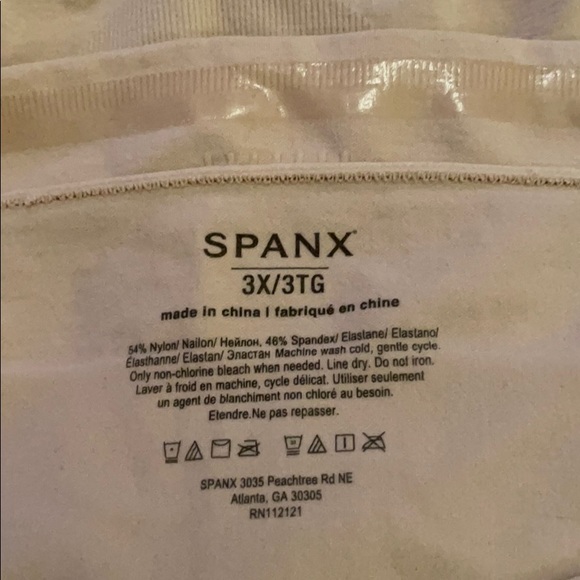 SPANX
3X/3TG
made in china | fabriqué en chine
54% Nylon/ Nailon/ Нейлон, 46% Spandex/ Elastane/ Elastano/
Élasthanne/ Elastan/ Эластан Machine wash cold, gentle cycle.
Only non-chlorine bleach when needed. Line dry. Do not iron.
Laver à froid en machine, cycle délicat. Utiliser seulement
un agent de blanchiment non chloré au besoin.
Etendre.Ne pas repasser.
SPANX 3035 Peachtree Rd NE
Atlanta, GA 30305
RN112121